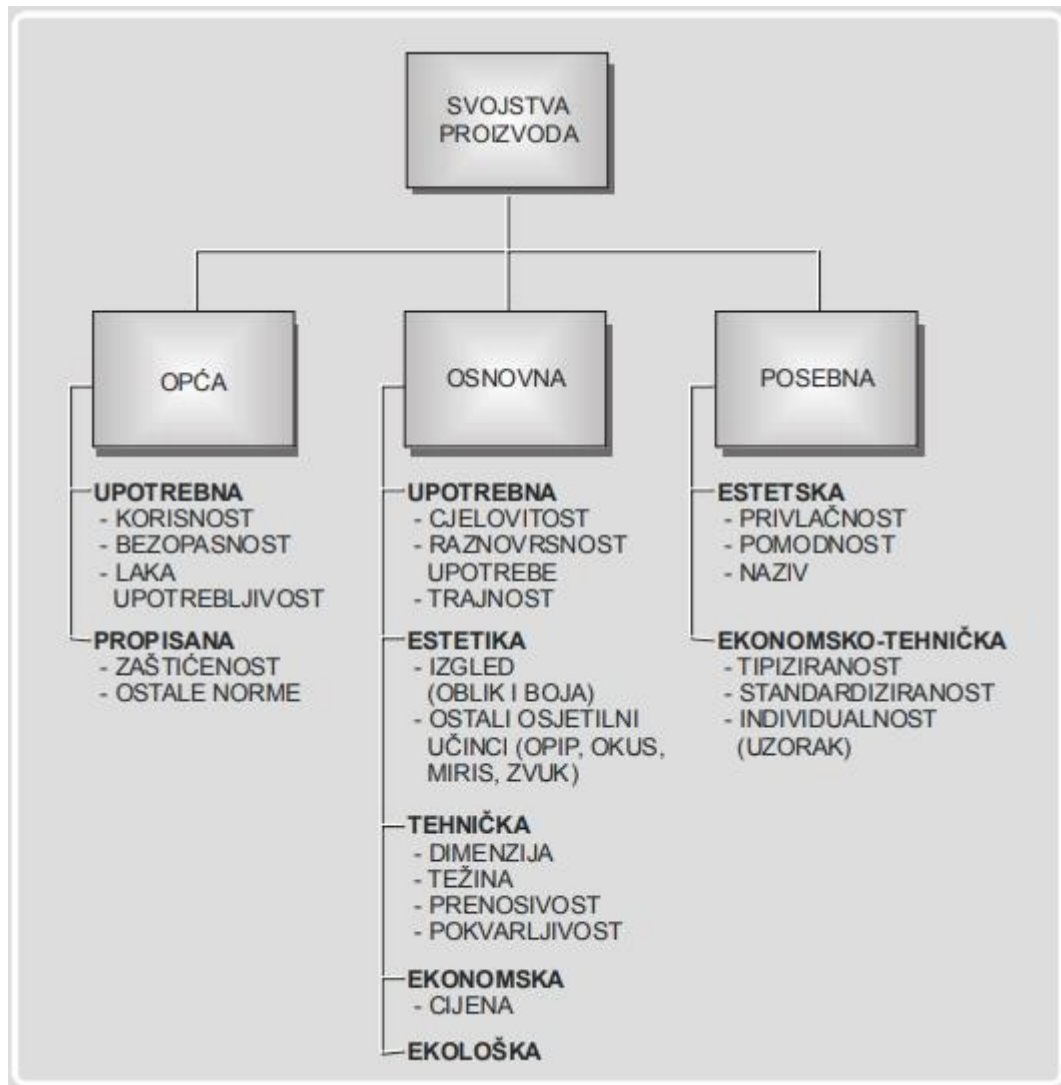 SVOJSTVA
PROIZVODA
OPĆA
UPOTREBNA
- KORISNOST
- BEZOPASNOST
- LAKA
UPOTREBLJIVOST
PROPISANA
- ZAŠTIĆENOST
- OSTALE NORME
OSNOVNA
UPOTREBNA
- CJELOVITOST
- RAZNOVRSNOST
UPOTREBE
- TRAJNOST
ESTETIKA
- IZGLED
(OBLIK I BOJA)
- OSTALI OSJETILNI
UČINCI (OPIP, OKUS,
MIRIS, ZVUK)
TEHNIČKA
- DIMENZIJA
- TEŽINA
- PRENOSIVOST
- POKVARLJIVOST
EKONOMSKA
- CIJENA
EKOLOŠKA
POSEBNA
ESTETSKA
- PRIVLAČNOST
- POMODNOST
- NAZIV
EKONOMSKO-TEHNIČKA
- TIPIZIRANOST
- STANDARDIZIRANOST
- INDIVIDUALNOST
(UZORAK)